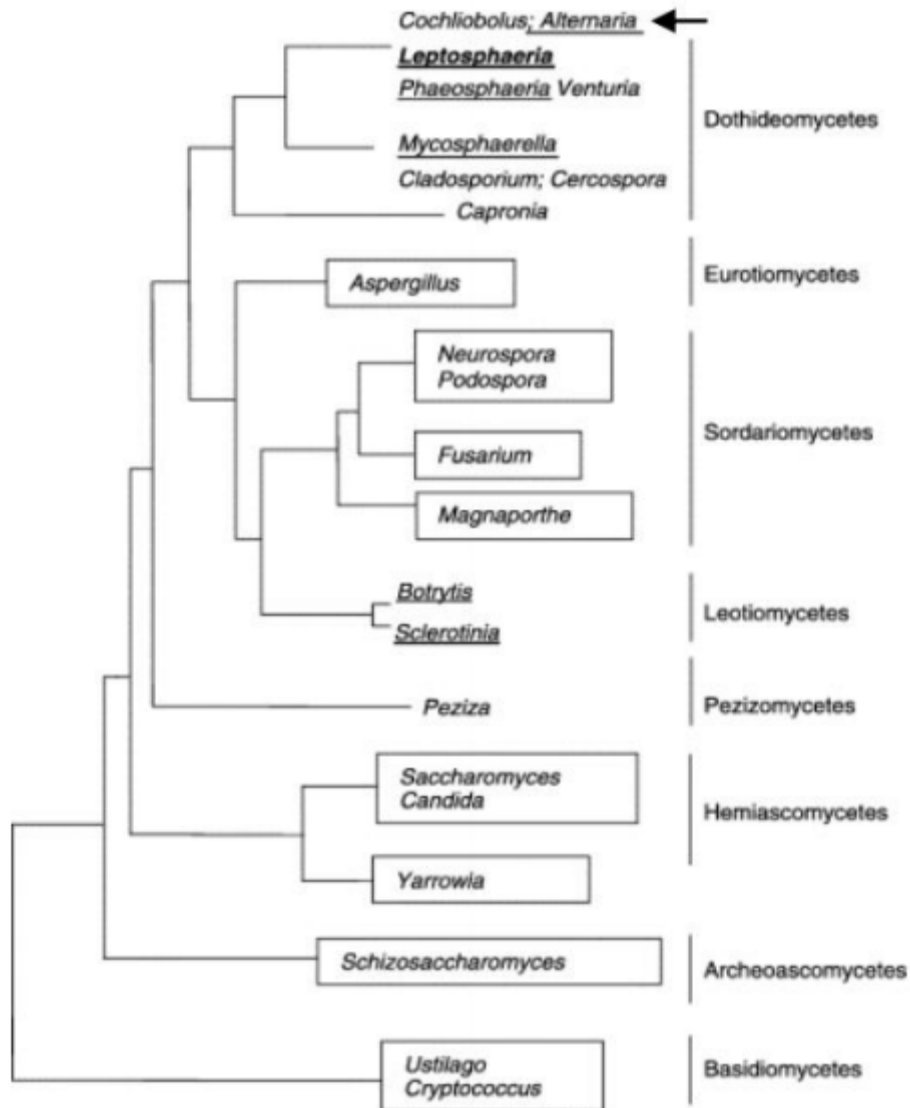 Cochliobolus; Alternaria
Leptosphaeria
Phaeosphaeria Venturia
Mycosphaerella
Cladosporium; Cercospora
Capronia
Dothideomycetes
Aspergillus
Eurotiomycetes
Neurospora
Podospora
Fusarium
Magnaporthe
Sordariomycetes
Botrytis
Sclerotinia
Leotiomycetes
Peziza
Pezizomycetes
Saccharomyces
Candida
Yarrowia
Hemiascomycetes
Schizosaccharomyces
Archeoascomycetes
Ustilago
Cryptococcus
Basidiomycetes